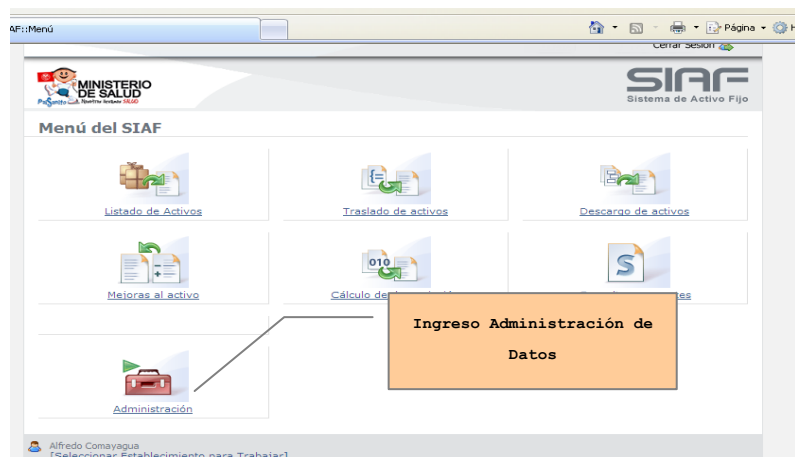 AF::Menú
Página
Cerrar Sesión
MINISTERIO
DE SALUD
SIAF
Sistema de Activo Fijo
Menú del SIAF
Listado de Activos
Traslado de activos
Descargo de activos
Mejoras al activo
Cálculo de
Ingreso Administración de
Datos
Administración
Alfredo Comayagua
[Seleccionar Establecimiento para Trabajar]